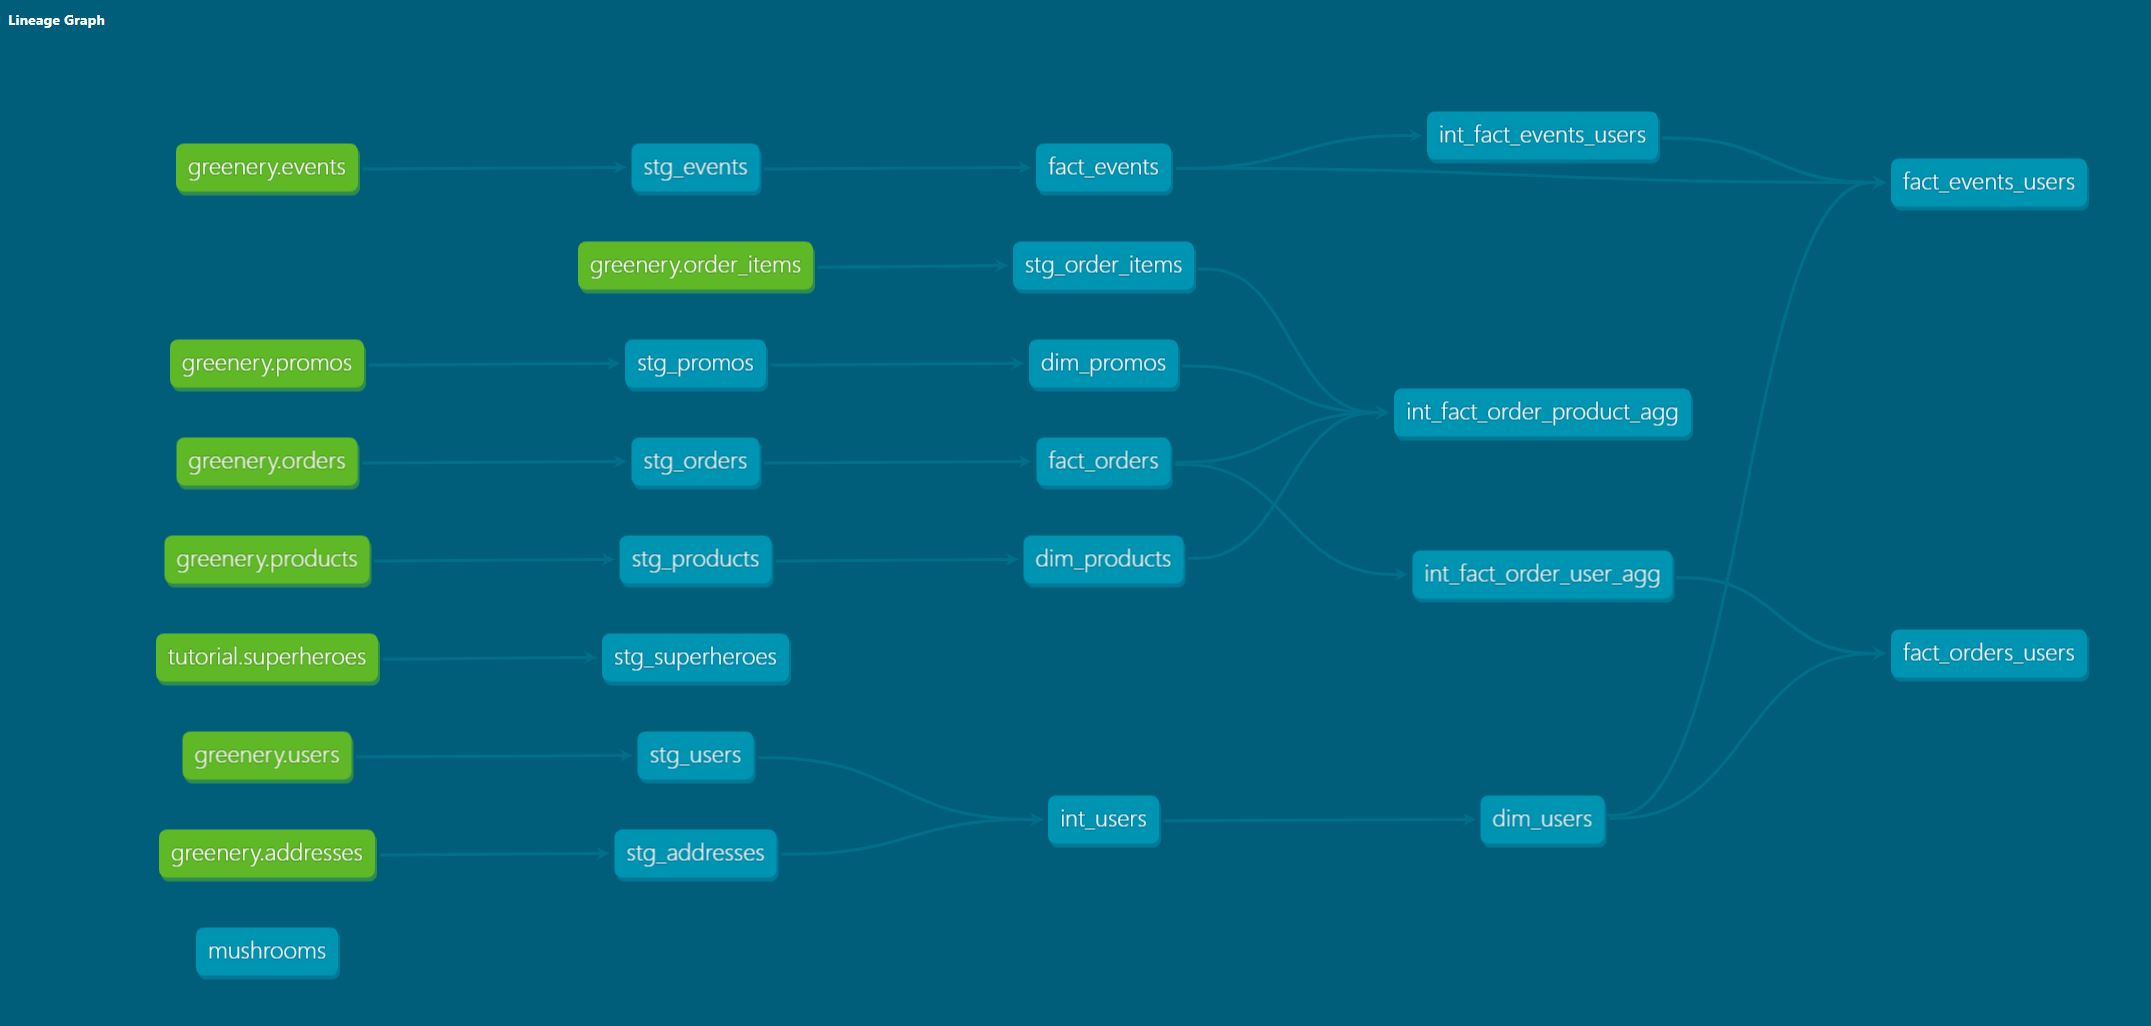 Lineage Graph
int_fact_events_users
greenery.events
stg_events
fact_events
fact_events_users
greenery.order_items
stg_order_items
greenery.promos
stg_promos
dim_promos
int_fact_order_product_agg
greenery.orders
stg_orders
fact_orders
greenery.products
stg_products
dim_products
int_fact_order_user_agg
tutorial.superheroes
stg_superheroes
fact_orders_users
greenery.users
stg_users
int_users
dim_users
greenery.addresses
stg_addresses
mushrooms